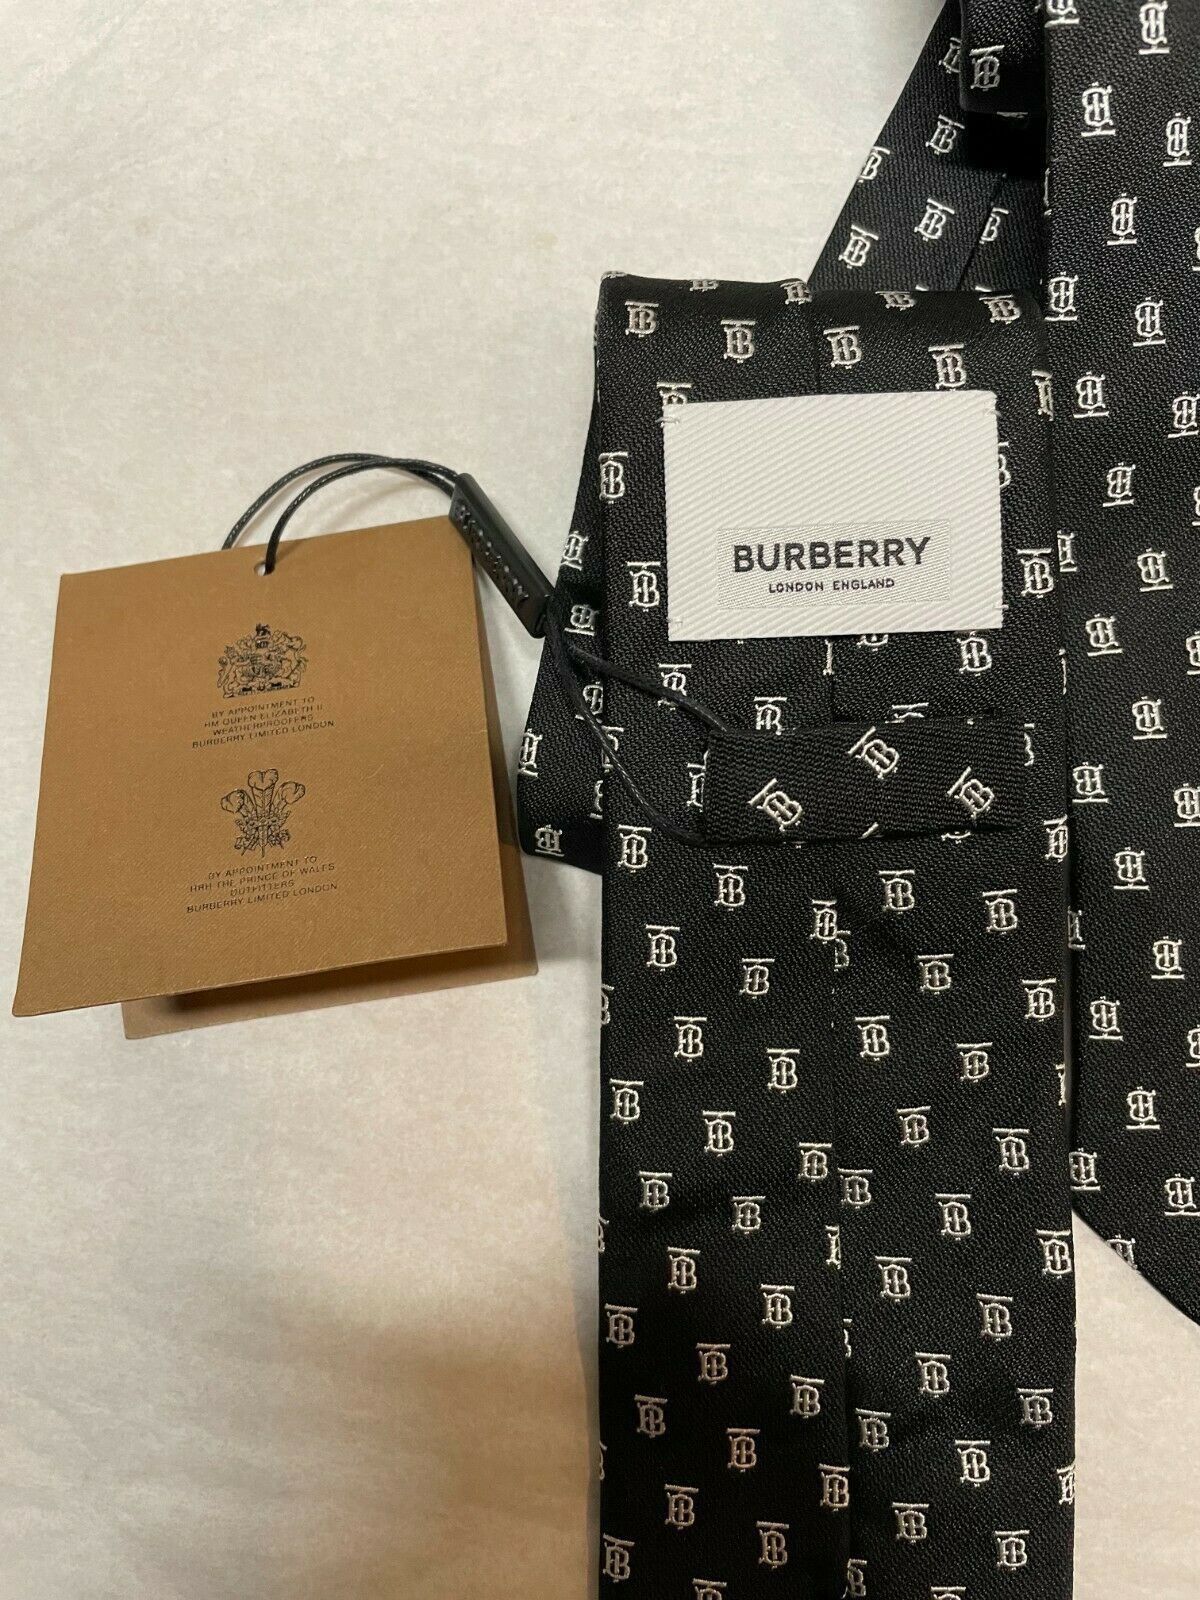 BURBERRY
BY APPOINTMENT TO
HM QUEEN ELIZABETH II
WEATHERPROOFERS
BURBERRY LIMITED LONDON
BY APPOINTMENT TO
HRH THE PRINCE OF WALES
OUTFITTERS
BURBERRY LIMITED LONDON
BURBERRY
LONDON ENGLAND